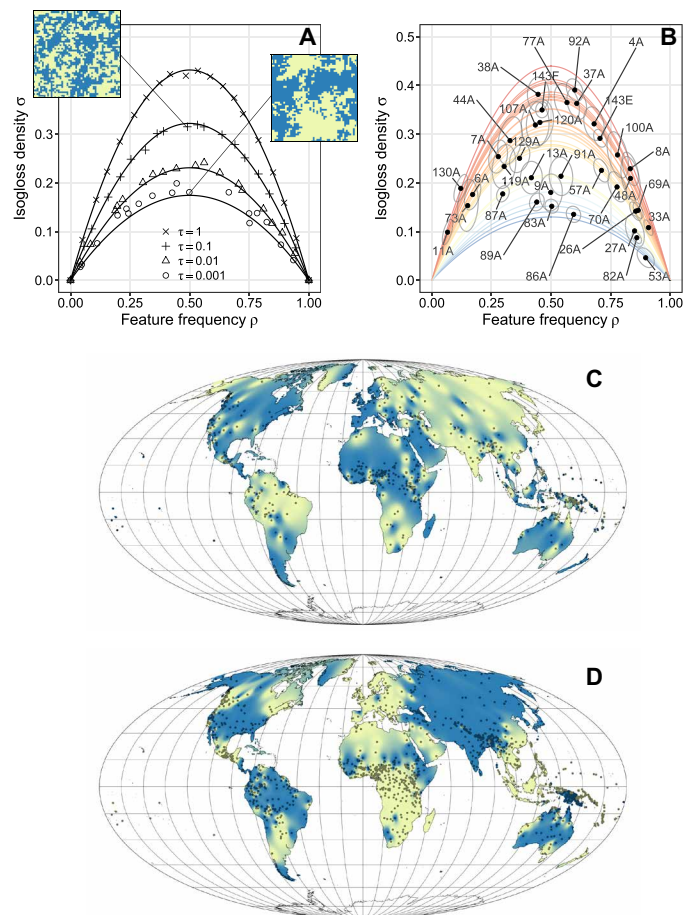 A
Isogloss density σ
0.3
0.2
0.1
0.0
0.00
0.25
0.50
0.75
1.00
Feature frequency ρ
× τ = 1
+ τ = 0.1
△ τ = 0.01
○ τ = 0.001
B
Isogloss density σ
0.5
0.4
0.3
0.2
0.1
0.0
0.00
0.25
0.50
0.75
1.00
Feature frequency ρ
77A
92A
4A
38A
143F
37A
44A
107A
120A
143E
100A
7A
129A
13A
91A
8A
130A
6A
119A
9A
57A
48A
69A
73A
87A
83A
70A
33A
11A
89A
26A
27A
86A
82A
53A
C
D